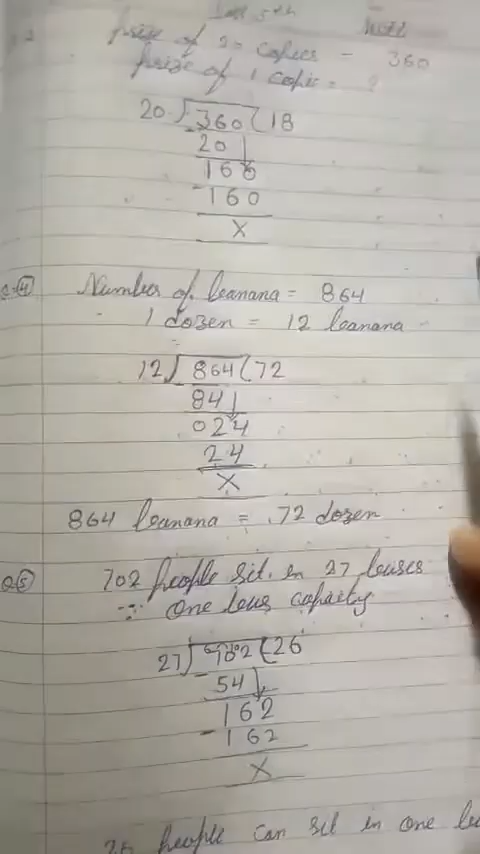 Price of 20 copies = 360
Price of 1 copie = ?
20 ) 360 ( 18
- 20
160
- 160
X
Q.4 Number of banana = 864
1 dozen = 12 banana
12 ) 864 ( 72
84
024
24
X
864 banana = 72 dozen
Q.5 702 people sit in 27 buses
∵ One bus capacity
27 ) 702 ( 26
- 54
162
- 162
X
26 people can sit in one